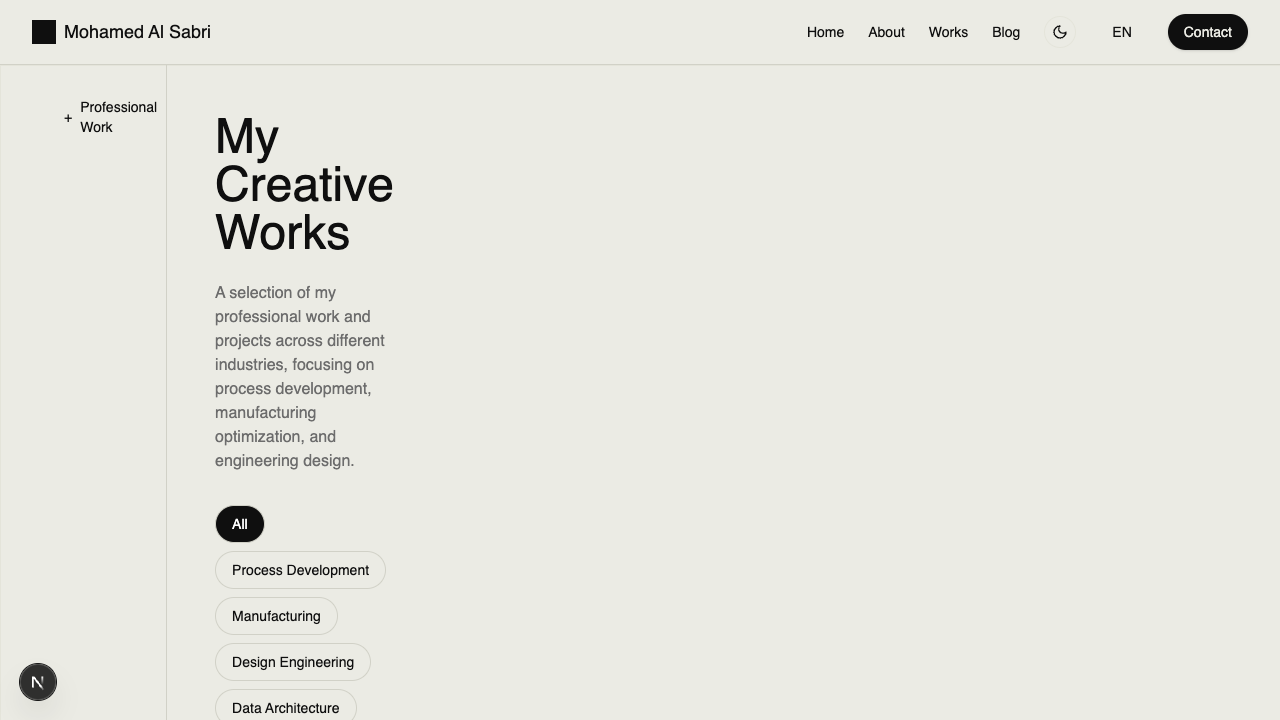 Mohamed Al Sabri
Home
About
Works
Blog
EN
Contact
+
Professional
Work
My
Creative
Works
A selection of my
professional work and
projects across different
industries, focusing on
process development,
manufacturing
optimization, and
engineering design.
All
Process Development
Manufacturing
Design Engineering
Data Architecture
N